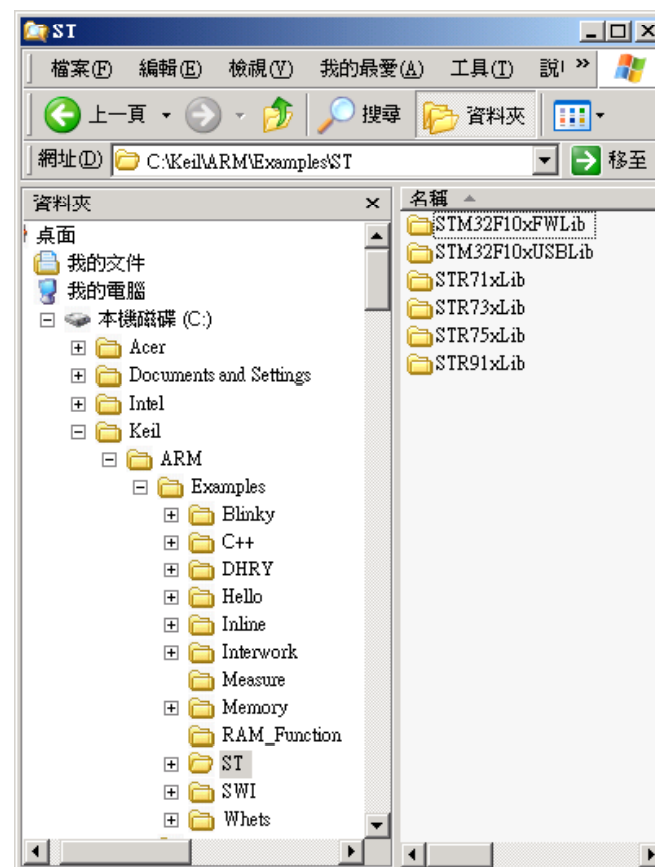 ST
檔案(F) 編輯(E) 檢視(V) 我的最愛(A) 工具(T) 說 »
上一頁 搜尋 資料夾
網址(D) C:\Keil\ARM\Examples\ST 移至
資料夾 ×
名稱
桌面
我的文件
我的電腦
本機磁碟 (C:)
Acer
Documents and Settings
Intel
Keil
ARM
Examples
Blinky
C++
DHRY
Hello
Inline
Interwork
Measure
Memory
RAM_Function
ST
SWI
Whets
STM32F10xFWLib
STM32F10xUSBLib
STR71xLib
STR73xLib
STR75xLib
STR91xLib